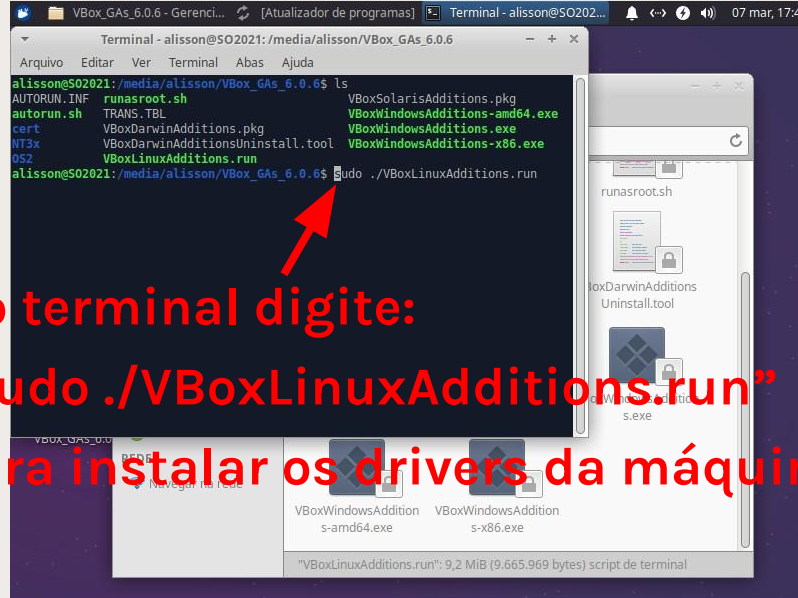 VBox_GAs_6.0.6 - Gerenci... [Atualizador de programas] Terminal - alisson@SO202... 07 mar, 17:4
Terminal - alisson@SO2021: /media/alisson/VBox_GAs_6.0.6
Arquivo Editar Ver Terminal Abas Ajuda
alisson@SO2021:/media/alisson/VBox_GAs_6.0.6$ ls
AUTORUN.INF runasroot.sh VBoxSolarisAdditions.pkg
autorun.sh TRANS.TBL VBoxWindowsAdditions-amd64.exe
cert VBoxDarwinAdditions.pkg VBoxWindowsAdditions.exe
NT3x VBoxDarwinAdditionsUninstall.tool VBoxWindowsAdditions-x86.exe
OS2 VBoxLinuxAdditions.run
alisson@SO2021:/media/alisson/VBox_GAs_6.0.6$ sudo ./VBoxLinuxAdditions.run
runasroot.sh
BoxDarwinAdditions
Uninstall.tool
o terminal digite:
udo ./VBoxLinuxAdditions.run”
s.exe
VBox_GAs_6.0
REDE
ra instalar os drivers da máquin
Navegar na rede
VBoxWindowsAddition
s-amd64.exe
VBoxWindowsAddition
s-x86.exe
"VBoxLinuxAdditions.run": 9,2 MiB (9.665.969 bytes) script de terminal